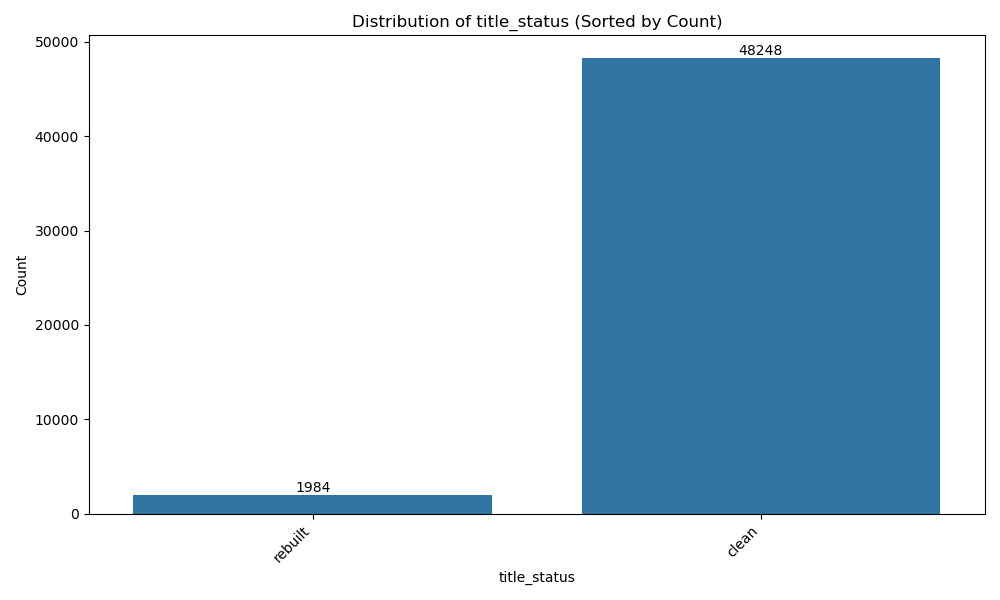 Distribution of title_status (Sorted by Count)
50000
40000
30000
20000
10000
0
Count
48248
1984
rebuilt
clean
title_status